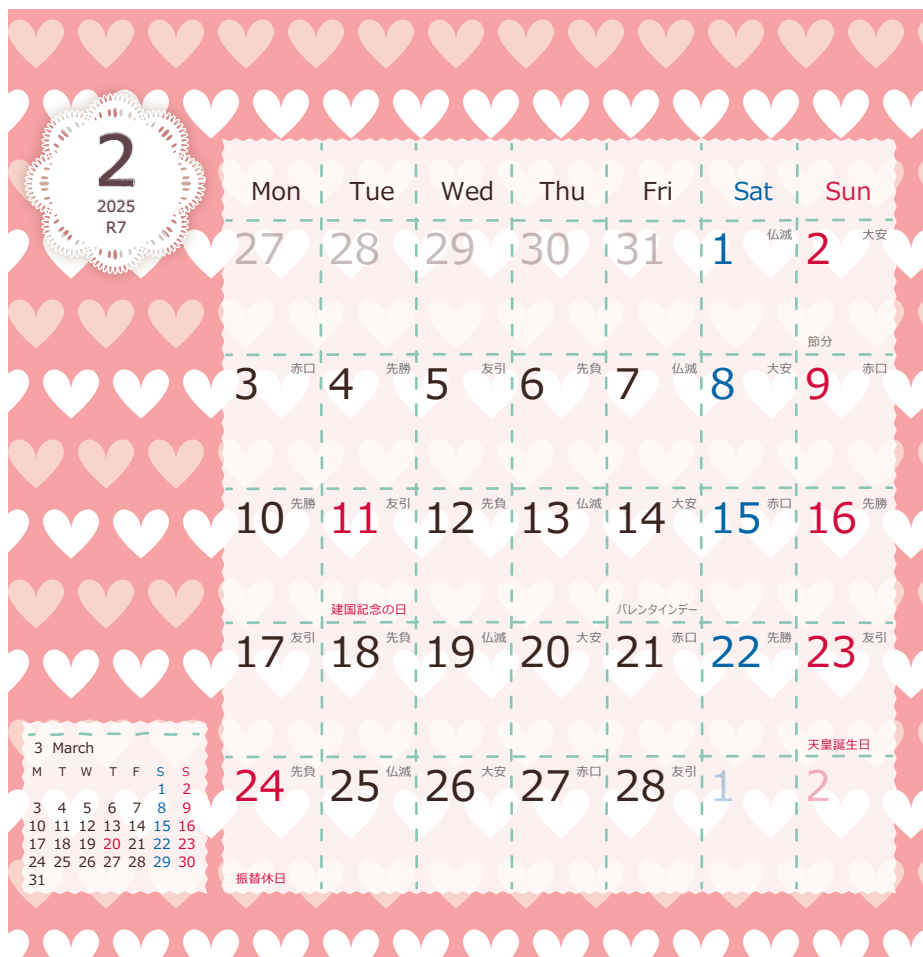 2
2025
R7
Mon Tue Wed Thu Fri Sat Sun
27 28 29 30 31 1 仏滅 2 大安
節分
3 赤口 4 先勝 5 友引 6 先負 7 仏滅 8 大安 9 赤口
10 先勝 11 友引 12 先負 13 仏滅 14 大安 15 赤口 16 先勝
建国記念の日 バレンタインデー
17 友引 18 先負 19 仏滅 20 大安 21 赤口 22 先勝 23 友引
天皇誕生日
24 先負 25 仏滅 26 大安 27 赤口 28 友引 1 2
振替休日
3 March
M T W T F S S
1 2
3 4 5 6 7 8 9
10 11 12 13 14 15 16
17 18 19 20 21 22 23
24 25 26 27 28 29 30
31